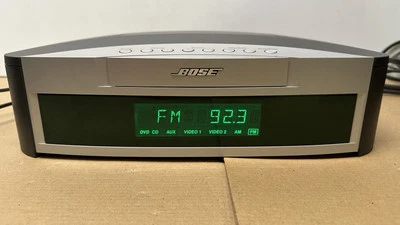 BOSE
FM 92.3
DVD CD AUX VIDEO 1 VIDEO 2 AM FM